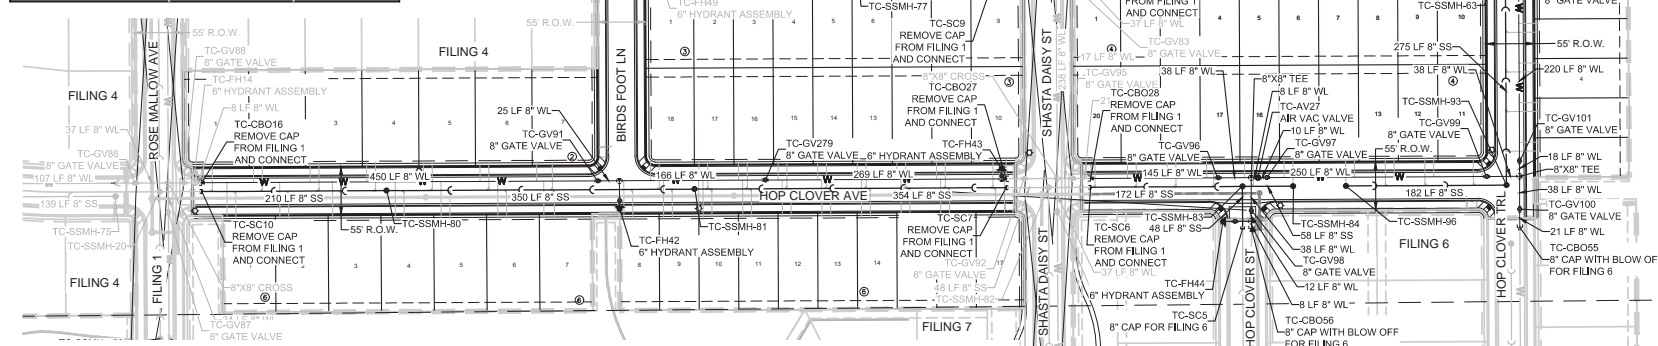 55' R.O.W.
TC-GV88
8" GATE VALVE
FILING 4
TC-FH14
6" HYDRANT ASSEMBLY
FILING 4
8 LF 8" WL
TC-CBO16
REMOVE CAP
FROM FILING 1
AND CONNECT
ROSE MALLOW AVE
37 LF 8" WL
TC-GV86
8" GATE VALVE
107 LF 8" WL
139 LF 8" SS
TC-SSMH-75
TC-SSMH-20
FILING 4
FILING 1
TC-SC10
REMOVE CAP
FROM FILING 1
AND CONNECT
8"X8" CROSS
TC-GV87
8" GATE VALVE
450 LF 8" WL
210 LF 8" SS
55' R.O.W.
TC-SSMH-80
350 LF 8" SS
25 LF 8" WL
TC-GV91
8" GATE VALVE
55' R.O.W.
BIRDS FOOT LN
TC-FH49
6" HYDRANT ASSEMBLY
TC-SSMH-77
TC-SC9
REMOVE CAP
FROM FILING 1
AND CONNECT
8"X8" CROSS
TC-CBO27
REMOVE CAP
FROM FILING 1
AND CONNECT
TC-GV279
8" GATE VALVE
TC-FH43
6" HYDRANT ASSEMBLY
166 LF 8" WL
269 LF 8" WL
HOP CLOVER AVE
354 LF 8" SS
TC-SSMH-81
TC-FH42
6" HYDRANT ASSEMBLY
TC-SC7
REMOVE CAP
FROM FILING 1
AND CONNECT
TC-GV92
8" GATE VALVE
48 LF 8" SS
TC-SSMH-82
FILING 7
SHASTA DAISY ST
SHASTA DAISY ST
238 LF 8" WL
FROM FILING 1
AND CONNECT
37 LF 8" WL
TC-GV83
8" GATE VALVE
17 LF 8" WL
TC-GV95
8" GATE VALVE
TC-CBO28
REMOVE CAP
FROM FILING 1
AND CONNECT
38 LF 8" WL
8"X8" TEE
8 LF 8" WL
TC-AV27
AIR VAC VALVE
10 LF 8" WL
TC-GV97
8" GATE VALVE
TC-GV96
8" GATE VALVE
145 LF 8" WL
250 LF 8" WL
172 LF 8" SS
182 LF 8" SS
55' R.O.W.
TC-SSMH-63
8" GATE VALVE
275 LF 8" SS
55' R.O.W.
38 LF 8" WL
220 LF 8" WL
TC-SSMH-93
TC-GV99
8" GATE VALVE
TC-GV101
8" GATE VALVE
18 LF 8" WL
8"X8" TEE
38 LF 8" WL
TC-GV100
8" GATE VALVE
21 LF 8" WL
TC-CBO55
8" CAP WITH BLOW OF
FOR FILING 6
TC-SC6
REMOVE CAP
FROM FILING 1
AND CONNECT
37 LF 8" WL
TC-SSMH-83
48 LF 8" SS
TC-FH44
6" HYDRANT ASSEMBLY
TC-SC5
8" CAP FOR FILING 6
TC-SSMH-84
58 LF 8" SS
38 LF 8" WL
TC-GV98
8" GATE VALVE
12 LF 8" WL
8 LF 8" WL
TC-CBO56
8" CAP WITH BLOW OFF
FOR FILING 6
TC-SSMH-96
FILING 6
HOP CLOVER ST
HOP CLOVER TRL